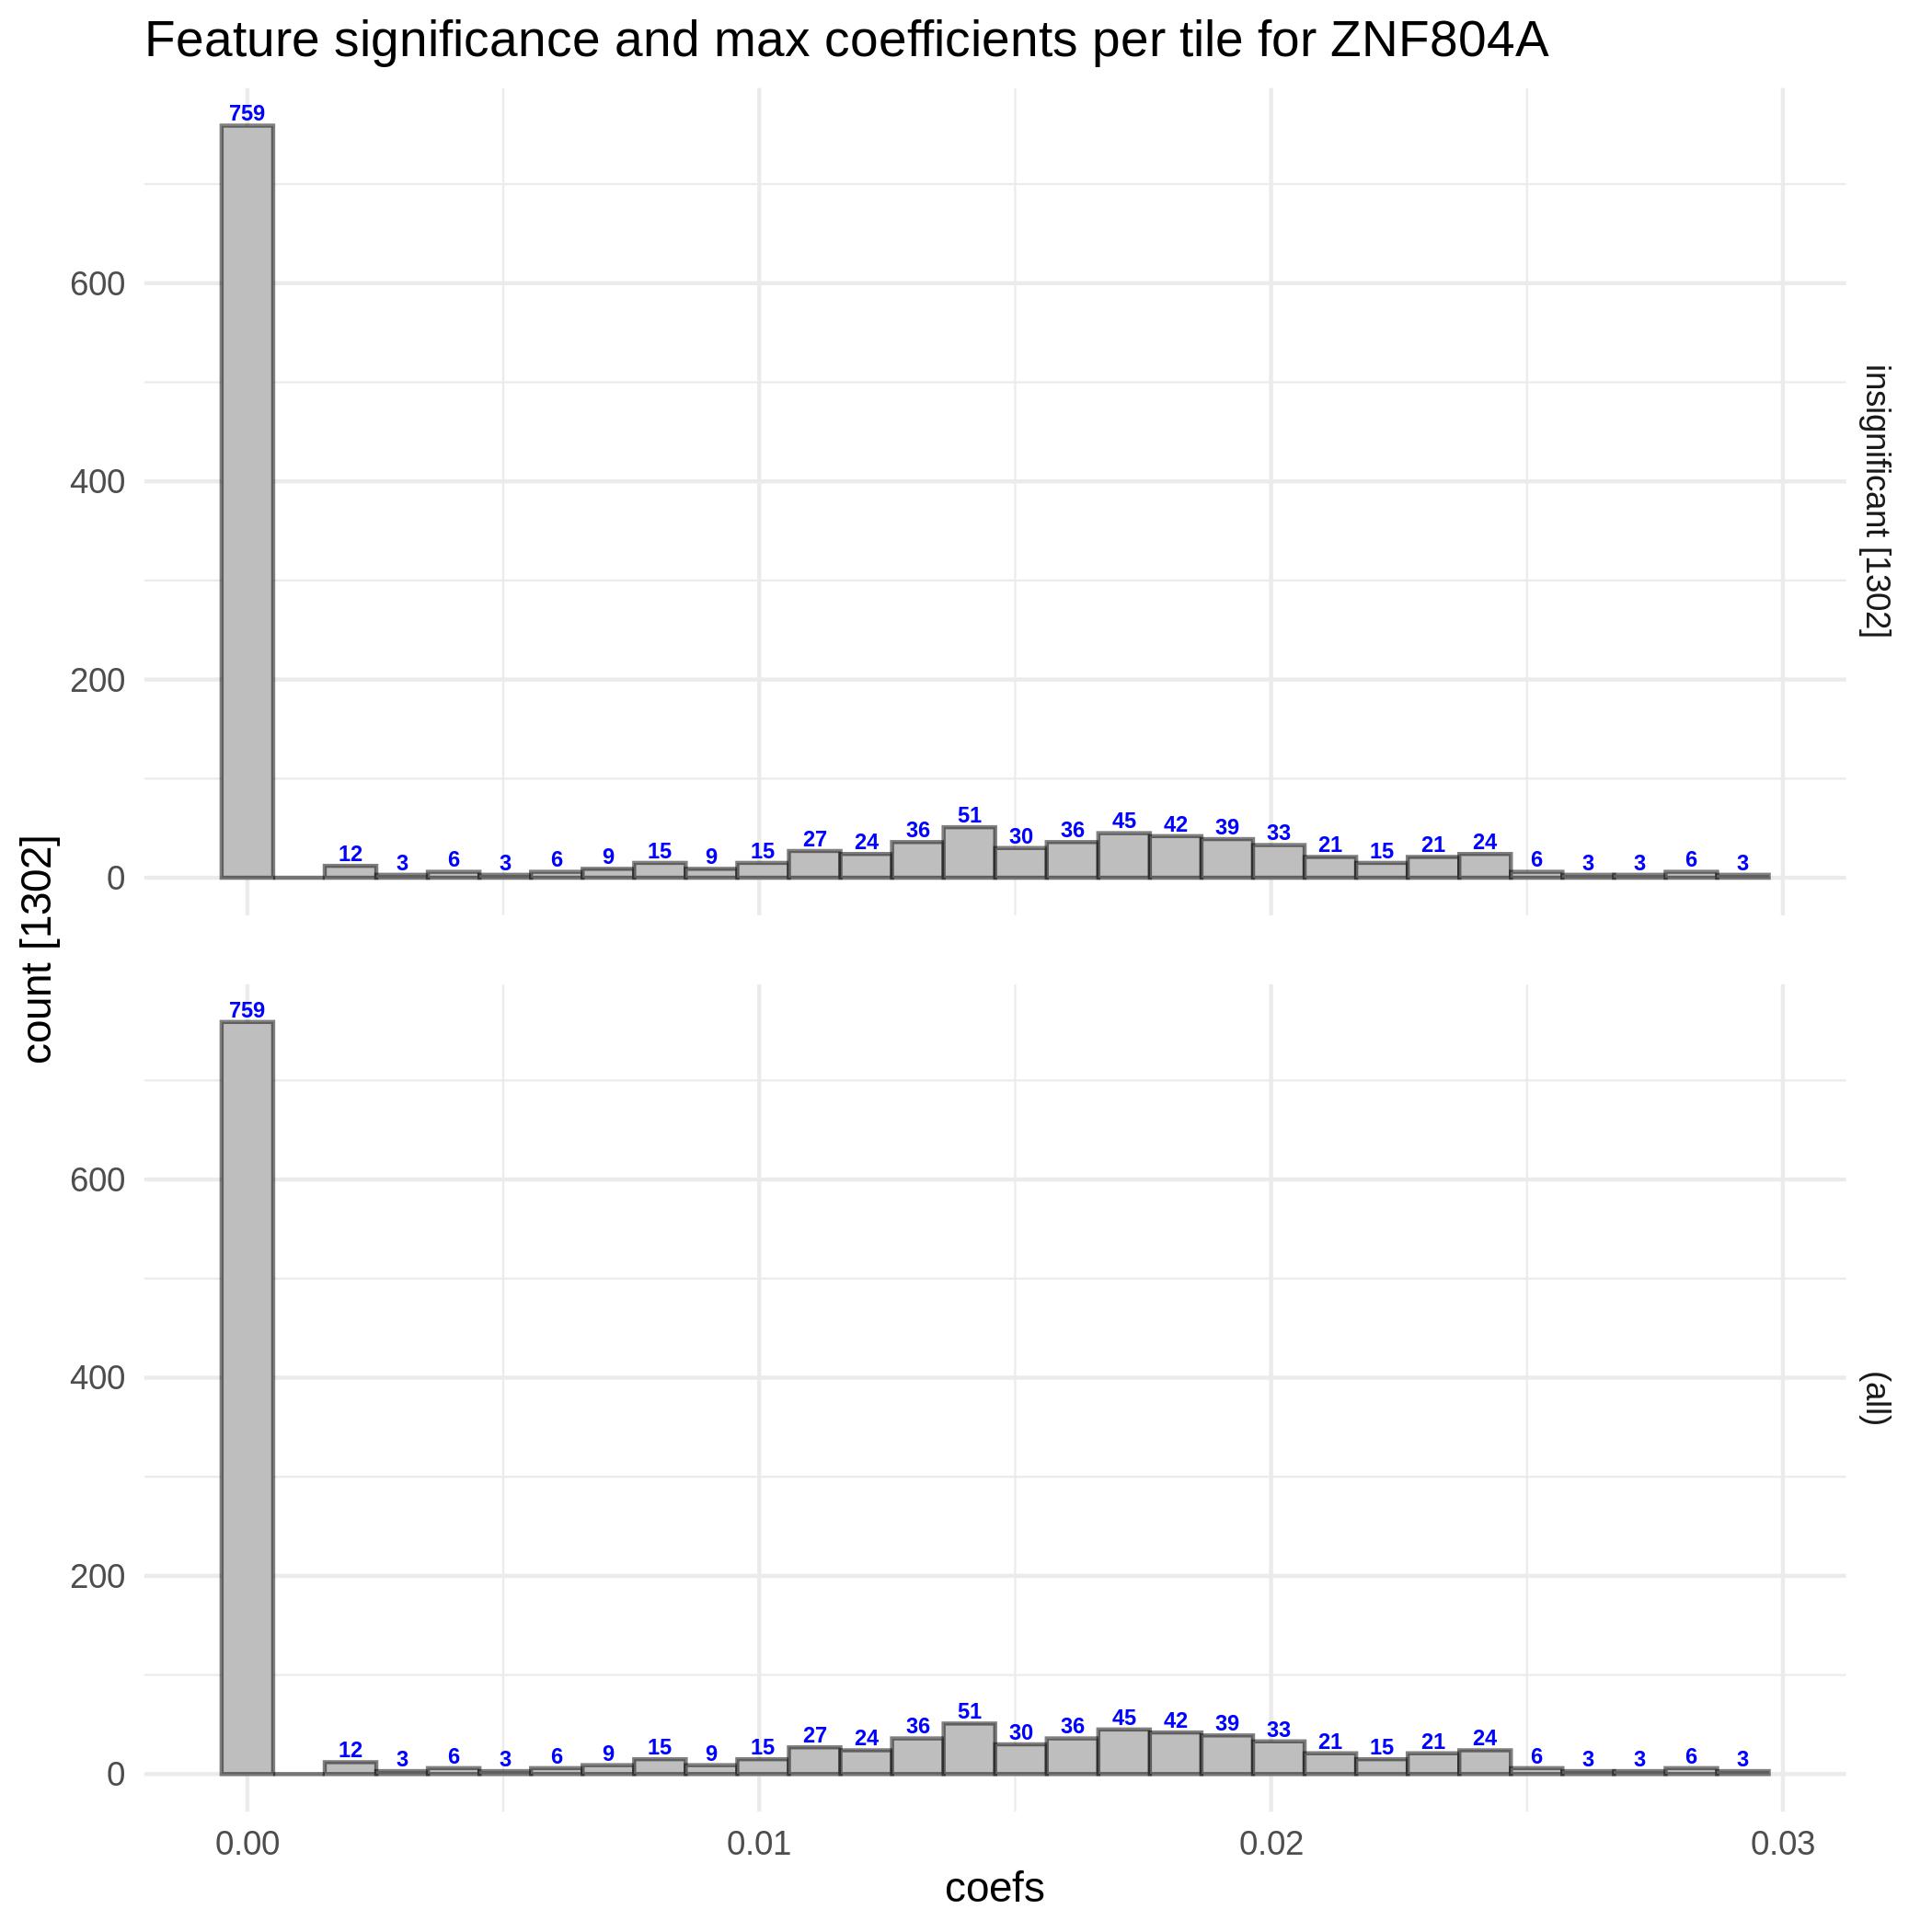 Feature significance and max coefficients per tile for ZNF804A
759
600
400
200
0
12 3 6 3 6 9 15 9 15 27 24 36 51 30 36 45 42 39 33 21 15 21 24 6 3 3 6 3
insignificant [1302]
count [1302]
759
600
400
200
0
12 3 6 3 6 9 15 9 15 27 24 36 51 30 36 45 42 39 33 21 15 21 24 6 3 3 6 3
(all)
0.00 0.01 0.02 0.03
coefs